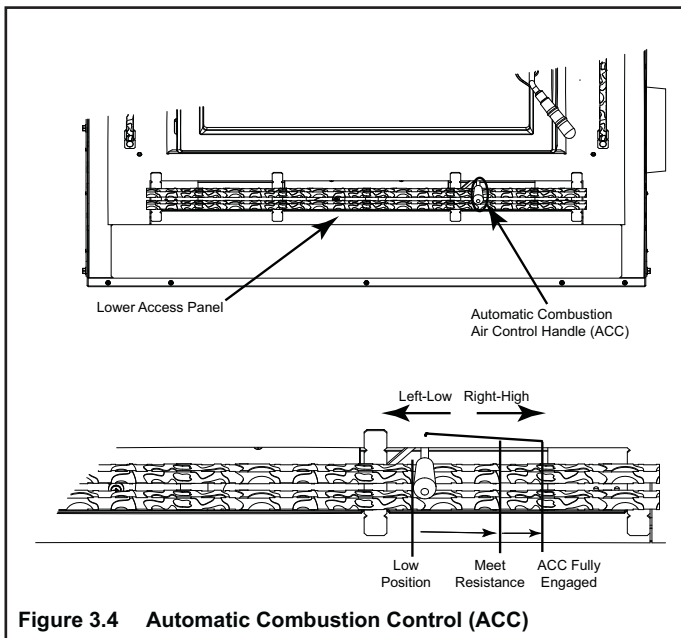 Lower Access Panel
Automatic Combustion
Air Control Handle (ACC)
Left-Low Right-High
Low
Position
Meet
Resistance
ACC Fully
Engaged
Figure 3.4 Automatic Combustion Control (ACC)